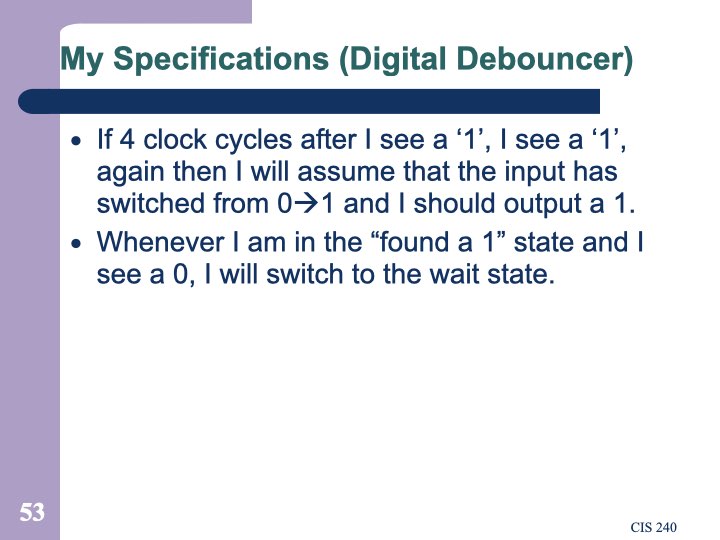 My Specifications (Digital Debouncer)
• If 4 clock cycles after I see a ‘1’, I see a ‘1’,
again then I will assume that the input has
switched from 0→1 and I should output a 1.
• Whenever I am in the “found a 1” state and I
see a 0, I will switch to the wait state.
53
CIS 240